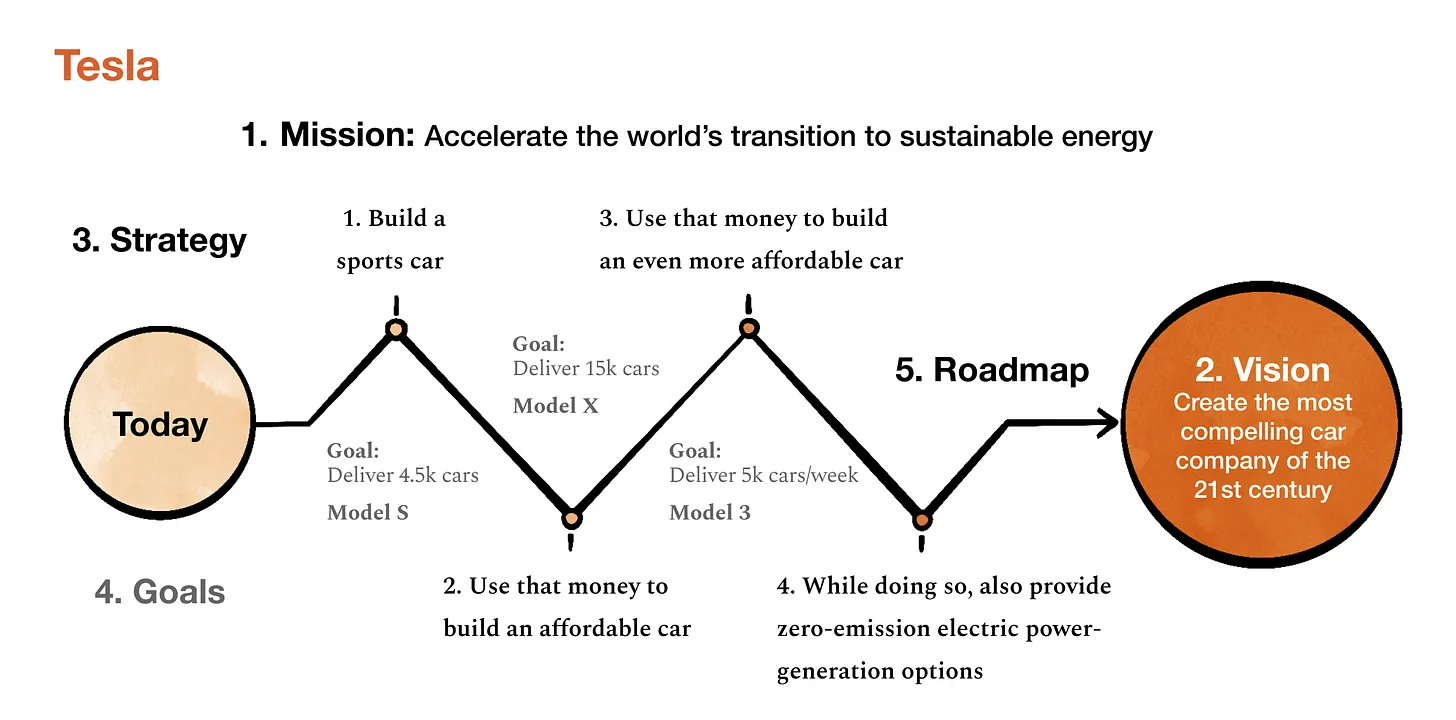 Tesla
1. Mission: Accelerate the world’s transition to sustainable energy
3. Strategy
1. Build a
sports car
3. Use that money to build
an even more affordable car
Today
Goal:
Deliver 4.5k cars
Model S
Goal:
Deliver 15k cars
Model X
Goal:
Deliver 5k cars/week
Model 3
5. Roadmap
2. Vision
Create the most
compelling car
company of the
21st century
4. Goals
2. Use that money to
build an affordable car
4. While doing so, also provide
zero-emission electric power-
generation options